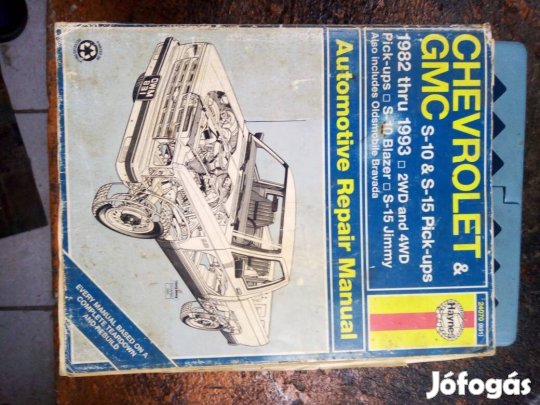 CHEVROLET &
GMC S-10 & S-15 Pick-ups
1982 thru 1993 □ 2WD and 4WD
Pick-ups □ S-10 Blazer □ S-15 Jimmy
Also includes Oldsmobile Bravada
Automotive Repair Manual
Haynes
EVERY MANUAL BASED ON A
COMPLETE TEARDOWN
AND REBUILD
Jófogás